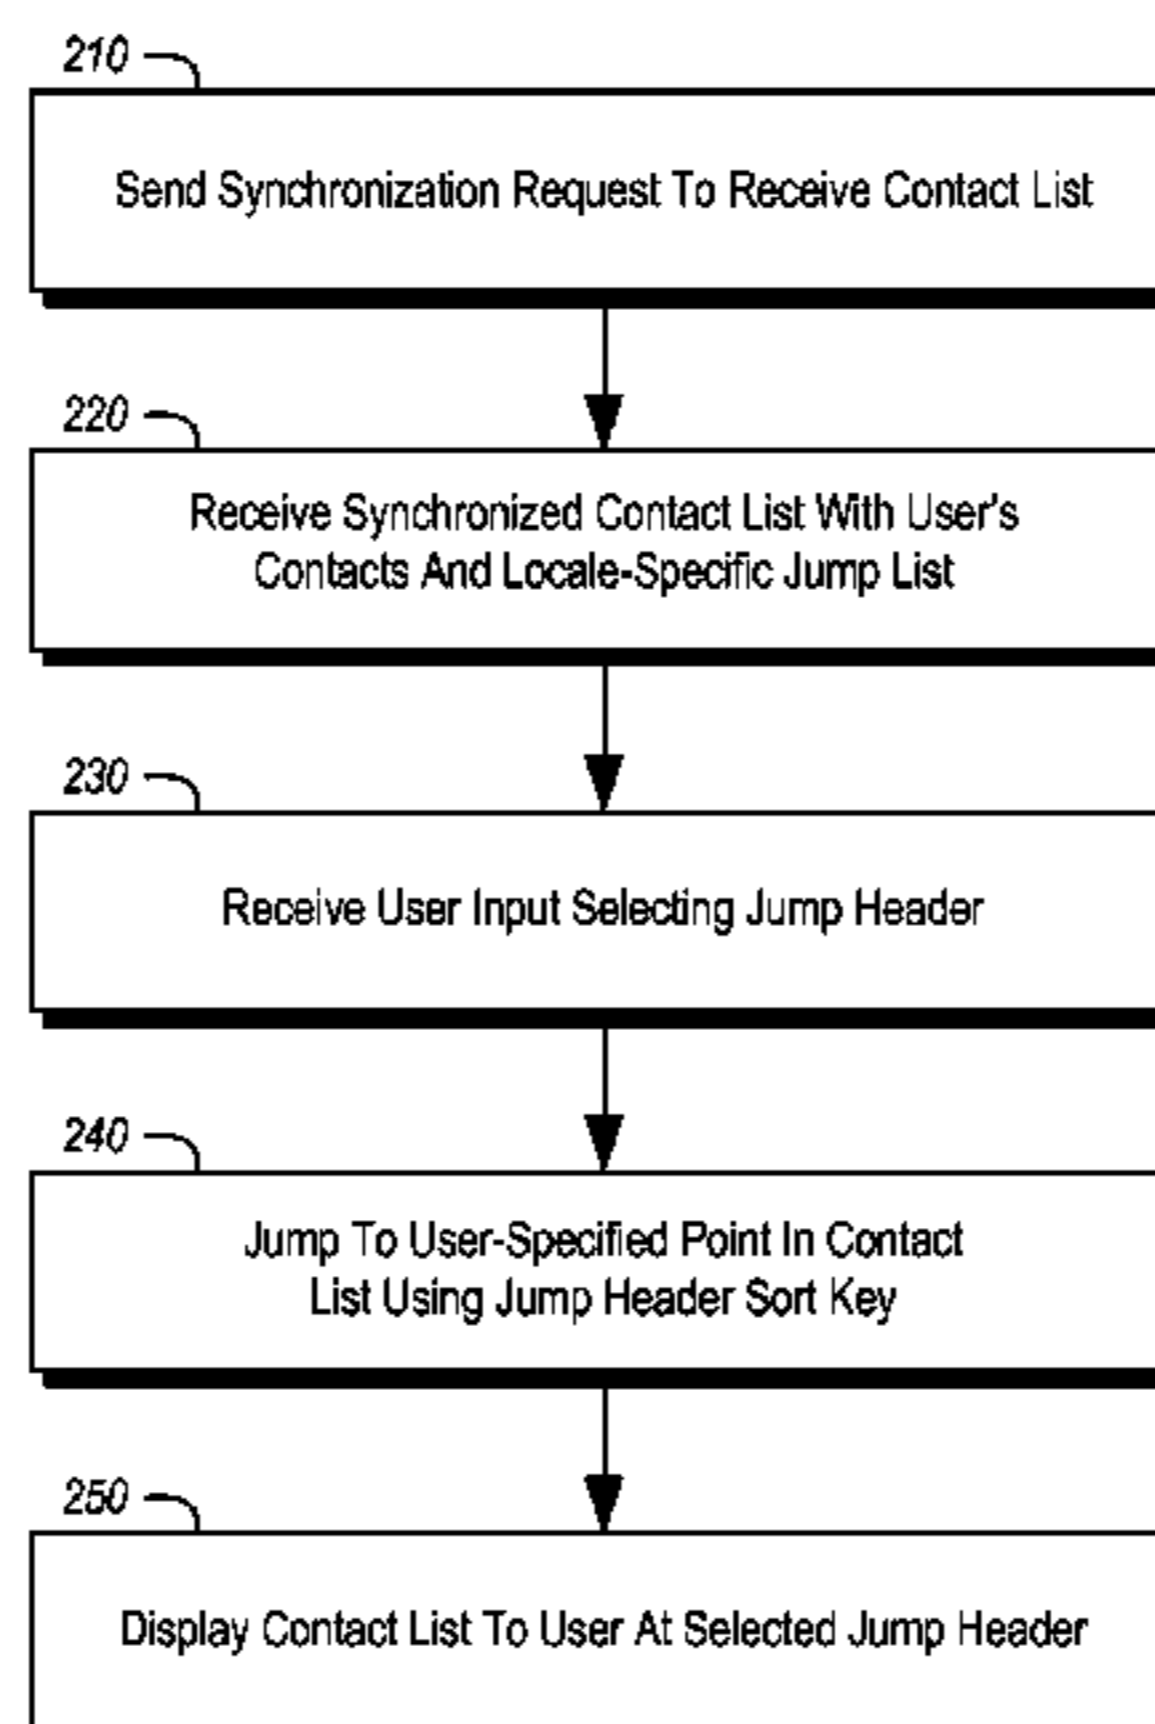 210
Send Synchronization Request To Receive Contact List
220
Receive Synchronized Contact List With User's
Contacts And Locale-Specific Jump List
230
Receive User Input Selecting Jump Header
240
Jump To User-Specified Point In Contact
List Using Jump Header Sort Key
250
Display Contact List To User At Selected Jump Header